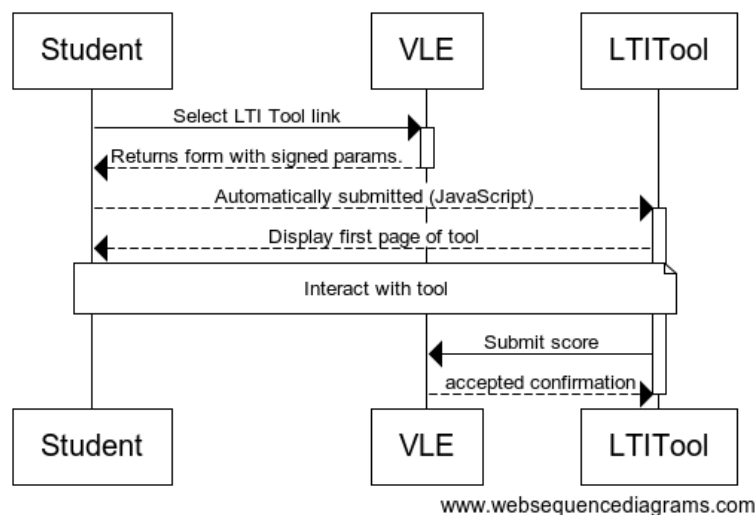 Student VLE LTITool
Select LTI Tool link
Returns form with signed params.
Automatically submitted (JavaScript)
Display first page of tool
Interact with tool
Submit score
accepted confirmation
Student VLE LTITool
www.websequencediagrams.com